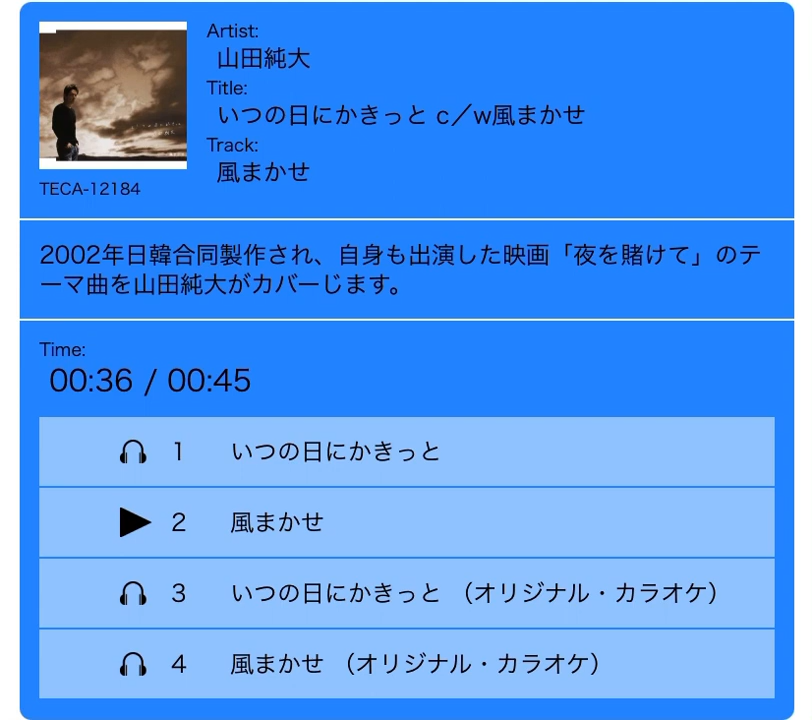 Artist:
山田純大
Title:
いつの日にかきっと c／w風まかせ
Track:
風まかせ
TECA-12184
2002年日韓合同製作され、自身も出演した映画「夜を賭けて」のテ
ーマ曲を山田純大がカバーじます。
Time:
00:36 / 00:45
1 いつの日にかきっと
2 風まかせ
3 いつの日にかきっと （オリジナル・カラオケ）
4 風まかせ （オリジナル・カラオケ）